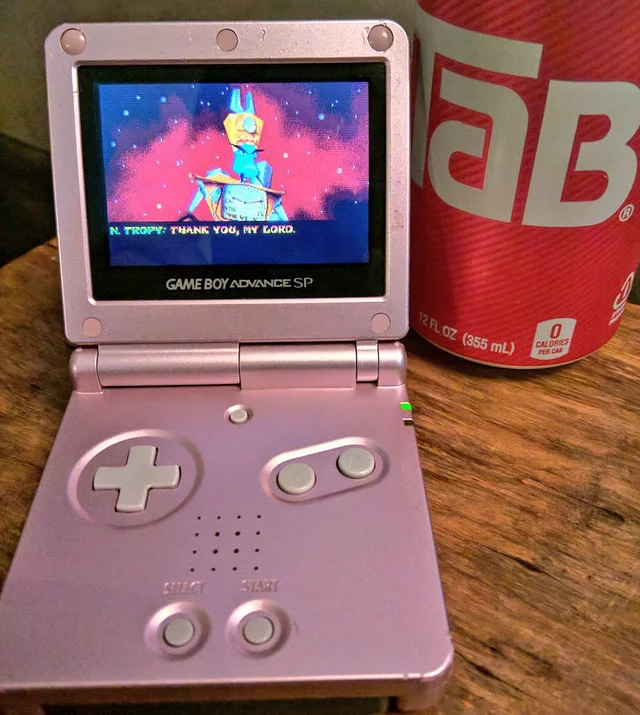 N. TROPY: THANK YOU, MY LORD.
GAME BOY ADVANCE SP
TAB®
12 FL OZ (355 mL)
0
CALORIES
PER CAN
SELECT
START